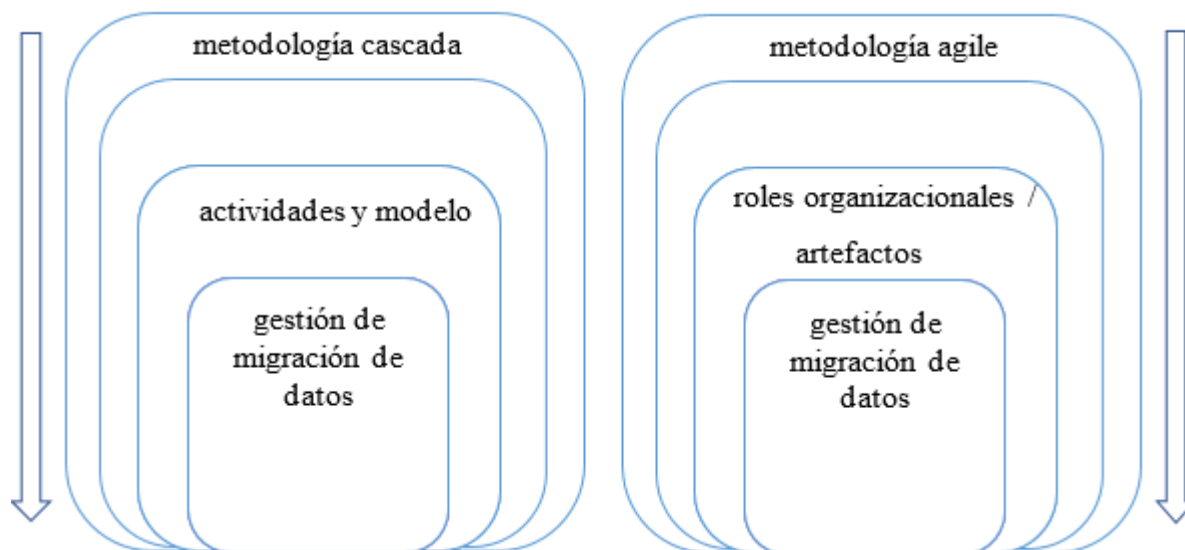 metodología cascada
actividades y modelo
gestión de
migración de
datos
metodología agile
roles organizacionales /
artefactos
gestión de
migración de
datos